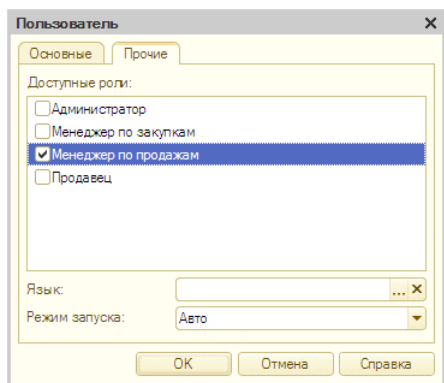 Пользователь
Основные Прочие
Доступные роли:
Администратор
Менеджер по закупкам
Менеджер по продажам
Продавец
Язык: ...
Режим запуска: Авто
OK Отмена Справка